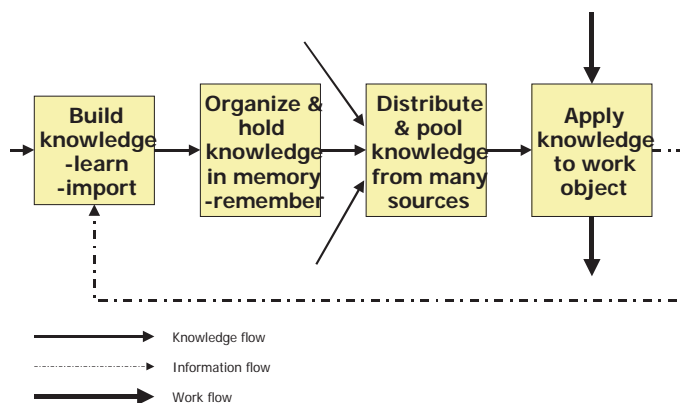 Build
knowledge
-learn
-import
Organize &
hold
knowledge
in memory
-remember
Distribute
& pool
knowledge
from many
sources
Apply
knowledge
to work
object
Knowledge flow
Information flow
Work flow